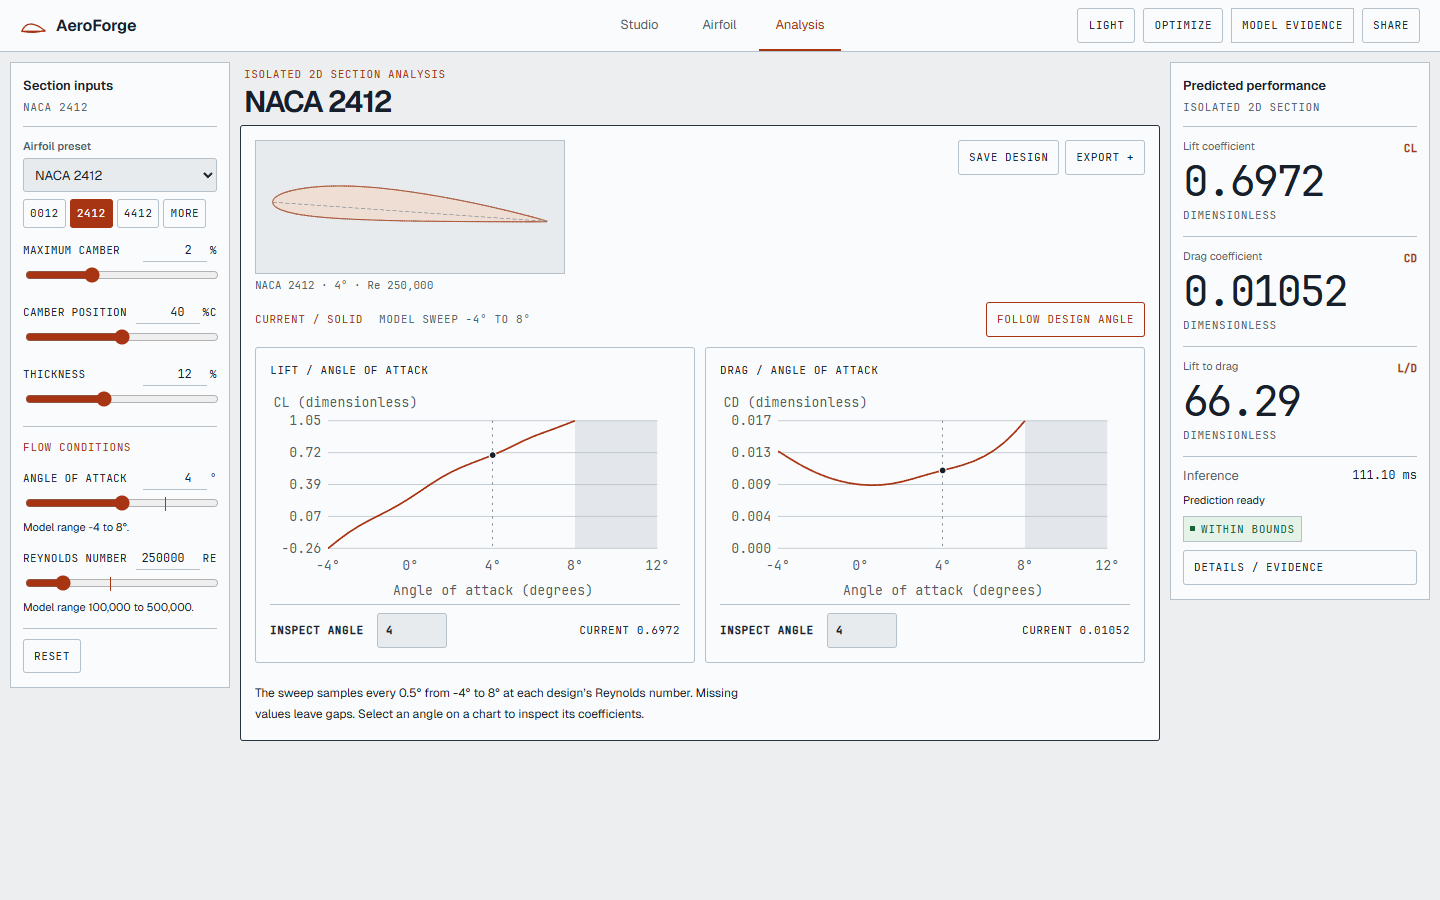 AeroForge
Studio
Airfoil
Analysis
LIGHT
OPTIMIZE
MODEL EVIDENCE
SHARE
Section inputs
NACA 2412
Airfoil preset
NACA 2412
0012
2412
4412
MORE
MAXIMUM CAMBER 2 %
CAMBER POSITION 40 %C
THICKNESS 12 %
FLOW CONDITIONS
ANGLE OF ATTACK 4 °
Model range -4 to 8°.
REYNOLDS NUMBER 250000 RE
Model range 100,000 to 500,000.
RESET
ISOLATED 2D SECTION ANALYSIS
NACA 2412
SAVE DESIGN
EXPORT +
NACA 2412 · 4° · Re 250,000
CURRENT / SOLID MODEL SWEEP -4° TO 8°
FOLLOW DESIGN ANGLE
LIFT / ANGLE OF ATTACK
CL (dimensionless)
1.05
0.72
0.39
0.07
-0.26
-4° 0° 4° 8° 12°
Angle of attack (degrees)
INSPECT ANGLE 4 CURRENT 0.6972
DRAG / ANGLE OF ATTACK
CD (dimensionless)
0.017
0.013
0.009
0.004
0.000
-4° 0° 4° 8° 12°
Angle of attack (degrees)
INSPECT ANGLE 4 CURRENT 0.01052
The sweep samples every 0.5° from -4° to 8° at each design's Reynolds number. Missing
values leave gaps. Select an angle on a chart to inspect its coefficients.
Predicted performance
ISOLATED 2D SECTION
Lift coefficient CL
0.6972
DIMENSIONLESS
Drag coefficient CD
0.01052
DIMENSIONLESS
Lift to drag L/D
66.29
DIMENSIONLESS
Inference 111.10 ms
Prediction ready
WITHIN BOUNDS
DETAILS / EVIDENCE